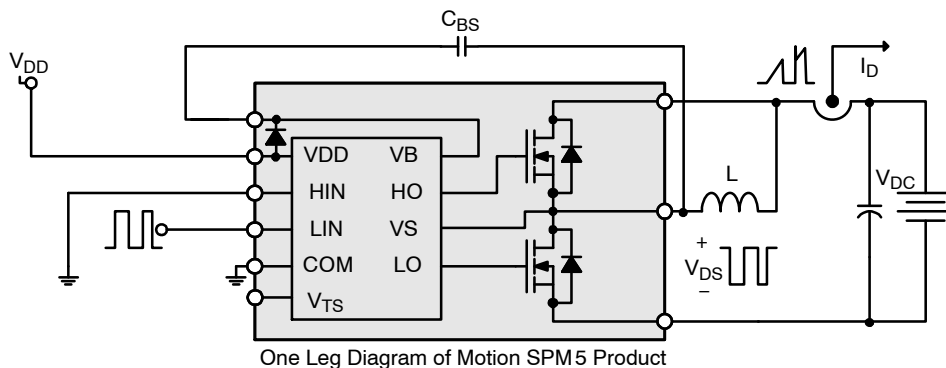 C_BS
V_DD
I_D
VDD VB
HIN HO
LIN VS
COM LO
V_TS
L
V_DC
+
V_DS
−
One Leg Diagram of Motion SPM 5 Product